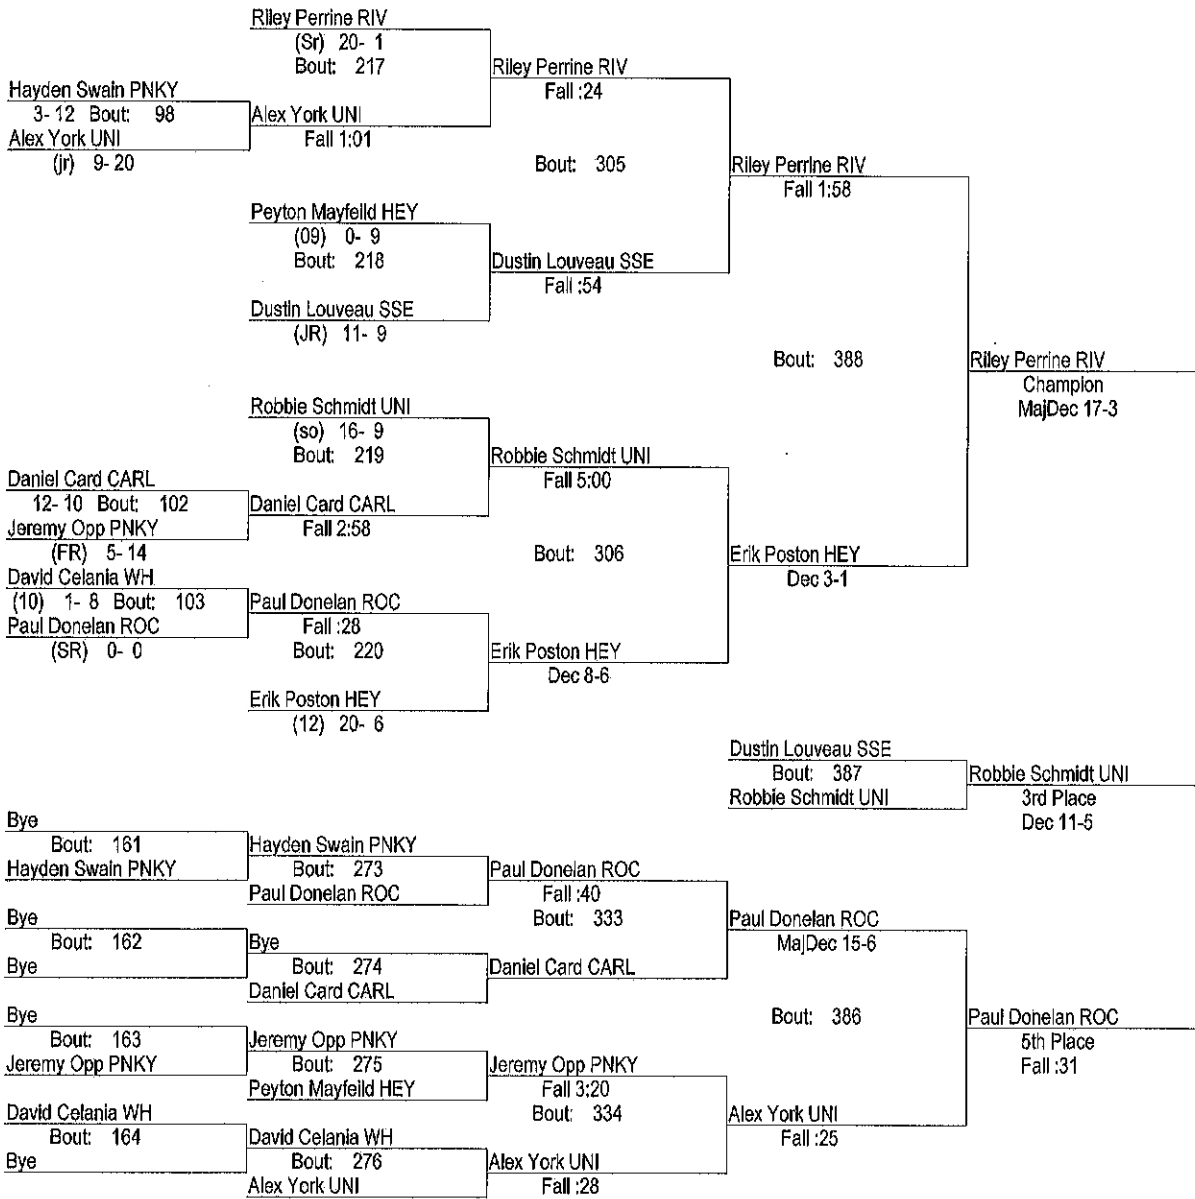 Riley Perrine RIV
(Sr) 20- 1
Bout: 217
Riley Perrine RIV
Fall :24
Hayden Swain PNKY
3- 12 Bout: 98
Alex York UNI
(jr) 9- 20
Alex York UNI
Fall 1:01
Bout: 305
Riley Perrine RIV
Fall 1:58
Peyton Mayfeild HEY
(09) 0- 9
Bout: 218
Dustin Louveau SSE
Fall :54
Dustin Louveau SSE
(JR) 11- 9
Bout: 388
Riley Perrine RIV
Champion
MajDec 17-3
Robbie Schmidt UNI
(so) 16- 9
Bout: 219
Robbie Schmidt UNI
Fall 5:00
Daniel Card CARL
12- 10 Bout: 102
Jeremy Opp PNKY
(FR) 5- 14
Daniel Card CARL
Fall 2:58
Bout: 306
Erik Poston HEY
Dec 3-1
David Celania WH
(10) 1- 8 Bout: 103
Paul Donelan ROC
(SR) 0- 0
Paul Donelan ROC
Fall :28
Bout: 220
Erik Poston HEY
Dec 8-6
Erik Poston HEY
(12) 20- 6
Dustin Louveau SSE
Bout: 387
Robbie Schmidt UNI
Robbie Schmidt UNI
3rd Place
Dec 11-5
Bye
Bout: 161
Hayden Swain PNKY
Hayden Swain PNKY
Bout: 273
Paul Donelan ROC
Paul Donelan ROC
Fall :40
Bout: 333
Bye
Bout: 162
Bye
Bye
Bout: 274
Daniel Card CARL
Daniel Card CARL
Paul Donelan ROC
MajDec 15-6
Bout: 386
Paul Donelan ROC
5th Place
Fall :31
Bye
Bout: 163
Jeremy Opp PNKY
Jeremy Opp PNKY
Bout: 275
Peyton Mayfeild HEY
Jeremy Opp PNKY
Fall 3:20
Bout: 334
Alex York UNI
Fall :25
David Celania WH
Bout: 164
Bye
David Celania WH
Bout: 276
Alex York UNI
Alex York UNI
Fall :28